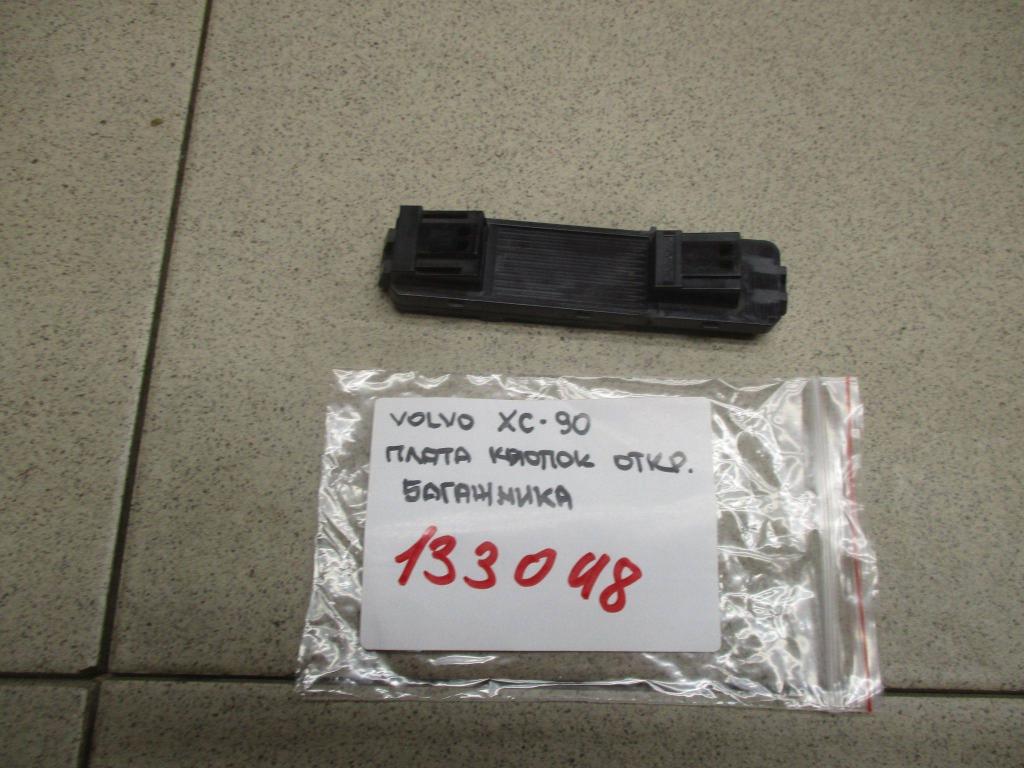 VOLVO XC-90
ПЛАТА КНОПОК ОТКР.
БАГАЖНИКА
133048